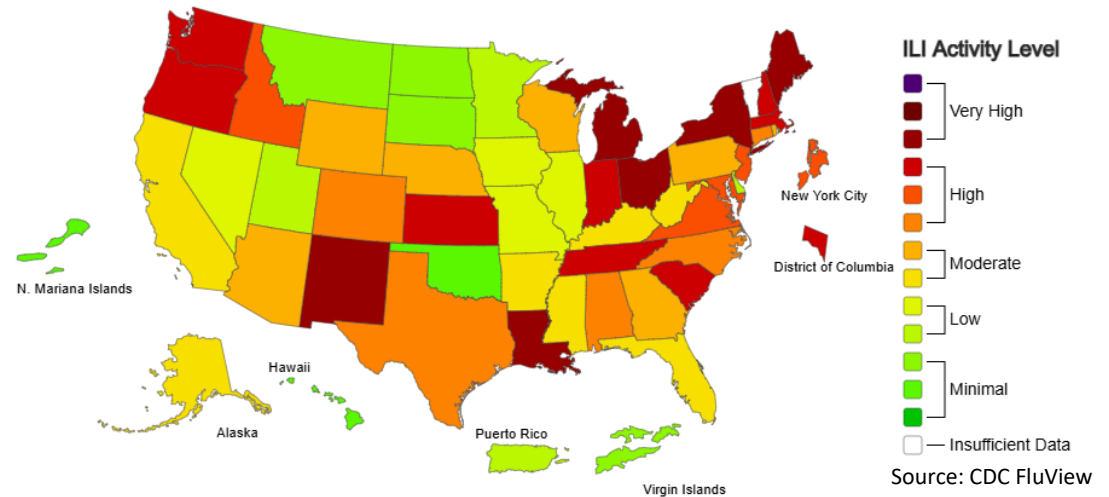 ILI Activity Level
Very High
High
New York City
District of Columbia
Moderate
N. Mariana Islands
Low
Hawaii
Minimal
Alaska
Puerto Rico
Insufficient Data
Source: CDC FluView
Virgin Islands